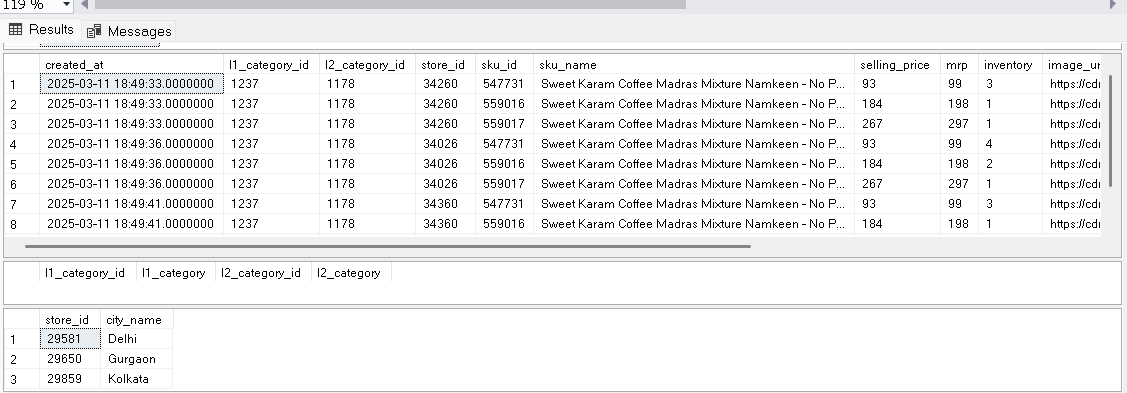 119 %
Results Messages
created_at l1_category_id l2_category_id store_id sku_id sku_name selling_price mrp inventory image_ur
1 2025-03-11 18:49:33.0000000 1237 1178 34260 547731 Sweet Karam Coffee Madras Mixture Namkeen - No P... 93 99 3 https://cdn
2 2025-03-11 18:49:33.0000000 1237 1178 34260 559016 Sweet Karam Coffee Madras Mixture Namkeen - No P... 184 198 1 https://cdn
3 2025-03-11 18:49:33.0000000 1237 1178 34260 559017 Sweet Karam Coffee Madras Mixture Namkeen - No P... 267 297 1 https://cdn
4 2025-03-11 18:49:36.0000000 1237 1178 34026 547731 Sweet Karam Coffee Madras Mixture Namkeen - No P... 93 99 4 https://cdn
5 2025-03-11 18:49:36.0000000 1237 1178 34026 559016 Sweet Karam Coffee Madras Mixture Namkeen - No P... 184 198 2 https://cdn
6 2025-03-11 18:49:36.0000000 1237 1178 34026 559017 Sweet Karam Coffee Madras Mixture Namkeen - No P... 267 297 1 https://cdn
7 2025-03-11 18:49:41.0000000 1237 1178 34360 547731 Sweet Karam Coffee Madras Mixture Namkeen - No P... 93 99 3 https://cdn
8 2025-03-11 18:49:41.0000000 1237 1178 34360 559016 Sweet Karam Coffee Madras Mixture Namkeen - No P... 184 198 1 https://cdn
l1_category_id l1_category l2_category_id l2_category
store_id city_name
1 29581 Delhi
2 29650 Gurgaon
3 29859 Kolkata